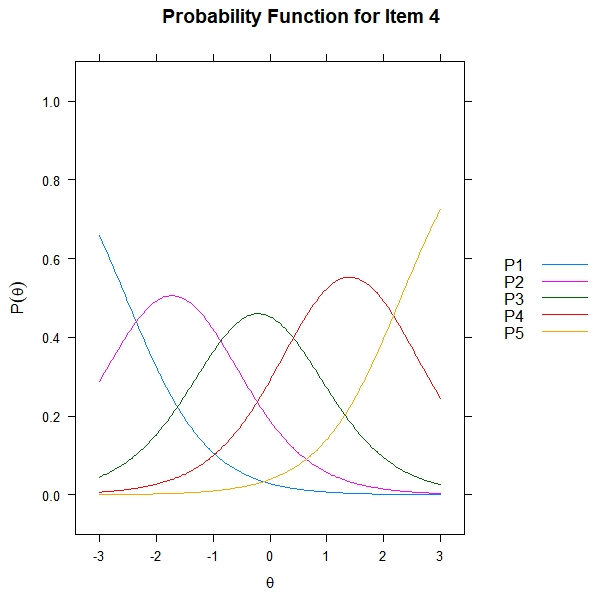 Probability Function for Item 4
P(θ)
1.0
0.8
0.6
0.4
0.2
0.0
-3 -2 -1 0 1 2 3
θ
P1
P2
P3
P4
P5